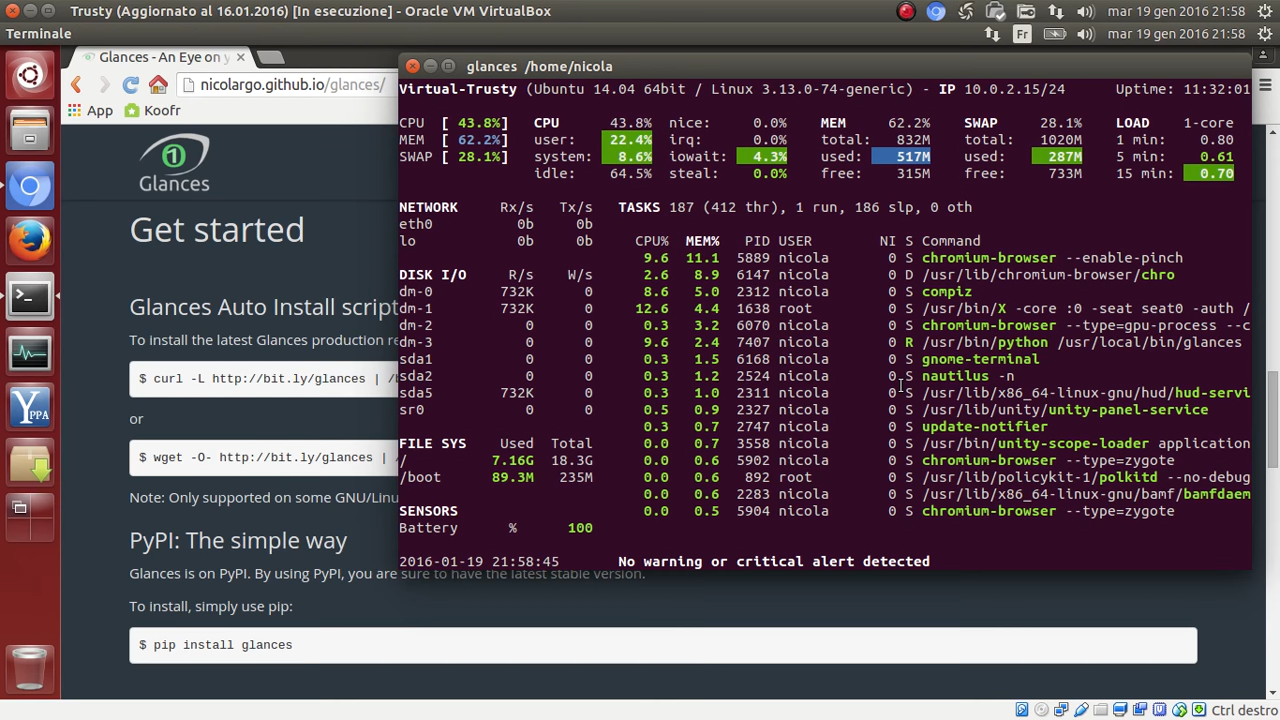 Trusty (Aggiornato al 16.01.2016) [In esecuzione] - Oracle VM VirtualBox
mar 19 gen 2016 21:58
Terminale
Fr
mar 19 gen 2016 21:58
Glances - An Eye on y
nicolargo.github.io/glances/
App
Koofr
Glances
Get started
Glances Auto Install script
To install the latest Glances production re
$ curl -L http://bit.ly/glances | /
or
$ wget -O- http://bit.ly/glances |
Note: Only supported on some GNU/Linu
PyPI: The simple way
Glances is on PyPI. By using PyPI, you are sure to have the latest stable version.
To install, simply use pip:
$ pip install glances
glances /home/nicola
Virtual-Trusty (Ubuntu 14.04 64bit / Linux 3.13.0-74-generic) - IP 10.0.2.15/24 Uptime: 11:32:01
CPU [ 43.8%] CPU 43.8% nice: 0.0% MEM 62.2% SWAP 28.1% LOAD 1-core
MEM [ 62.2%] user: 22.4% irq: 0.0% total: 832M total: 1020M 1 min: 0.80
SWAP [ 28.1%] system: 8.6% iowait: 4.3% used: 517M used: 287M 5 min: 0.61
idle: 64.5% steal: 0.0% free: 315M free: 733M 15 min: 0.70
NETWORK Rx/s Tx/s TASKS 187 (412 thr), 1 run, 186 slp, 0 oth
eth0 0b 0b
lo 0b 0b CPU% MEM% PID USER NI S Command
9.6 11.1 5889 nicola 0 S chromium-browser --enable-pinch
DISK I/O R/s W/s 2.6 8.9 6147 nicola 0 D /usr/lib/chromium-browser/chro
dm-0 732K 0 8.6 5.0 2312 nicola 0 S compiz
dm-1 732K 0 12.6 4.4 1638 root 0 S /usr/bin/X -core :0 -seat seat0 -auth /
dm-2 0 0 0.3 3.2 6070 nicola 0 S chromium-browser --type=gpu-process --c
dm-3 0 0 9.6 2.4 7407 nicola 0 R /usr/bin/python /usr/local/bin/glances
sda1 0 0 0.3 1.5 6168 nicola 0 S gnome-terminal
sda2 0 0 0.3 1.2 2524 nicola 0 S nautilus -n
sda5 732K 0 0.3 1.0 2311 nicola 0 S /usr/lib/x86_64-linux-gnu/hud/hud-servi
sr0 0 0 0.5 0.9 2327 nicola 0 S /usr/lib/unity/unity-panel-service
0.3 0.7 2747 nicola 0 S update-notifier
FILE SYS Used Total 0.0 0.7 3558 nicola 0 S /usr/bin/unity-scope-loader application
/ 7.16G 18.3G 0.0 0.6 5902 nicola 0 S chromium-browser --type=zygote
/boot 89.3M 235M 0.0 0.6 892 root 0 S /usr/lib/policykit-1/polkitd --no-debug
0.0 0.6 2283 nicola 0 S /usr/lib/x86_64-linux-gnu/bamf/bamfdaem
SENSORS 0.0 0.5 5904 nicola 0 S chromium-browser --type=zygote
Battery % 100
2016-01-19 21:58:45 No warning or critical alert detected
YPPA
Ctrl destro